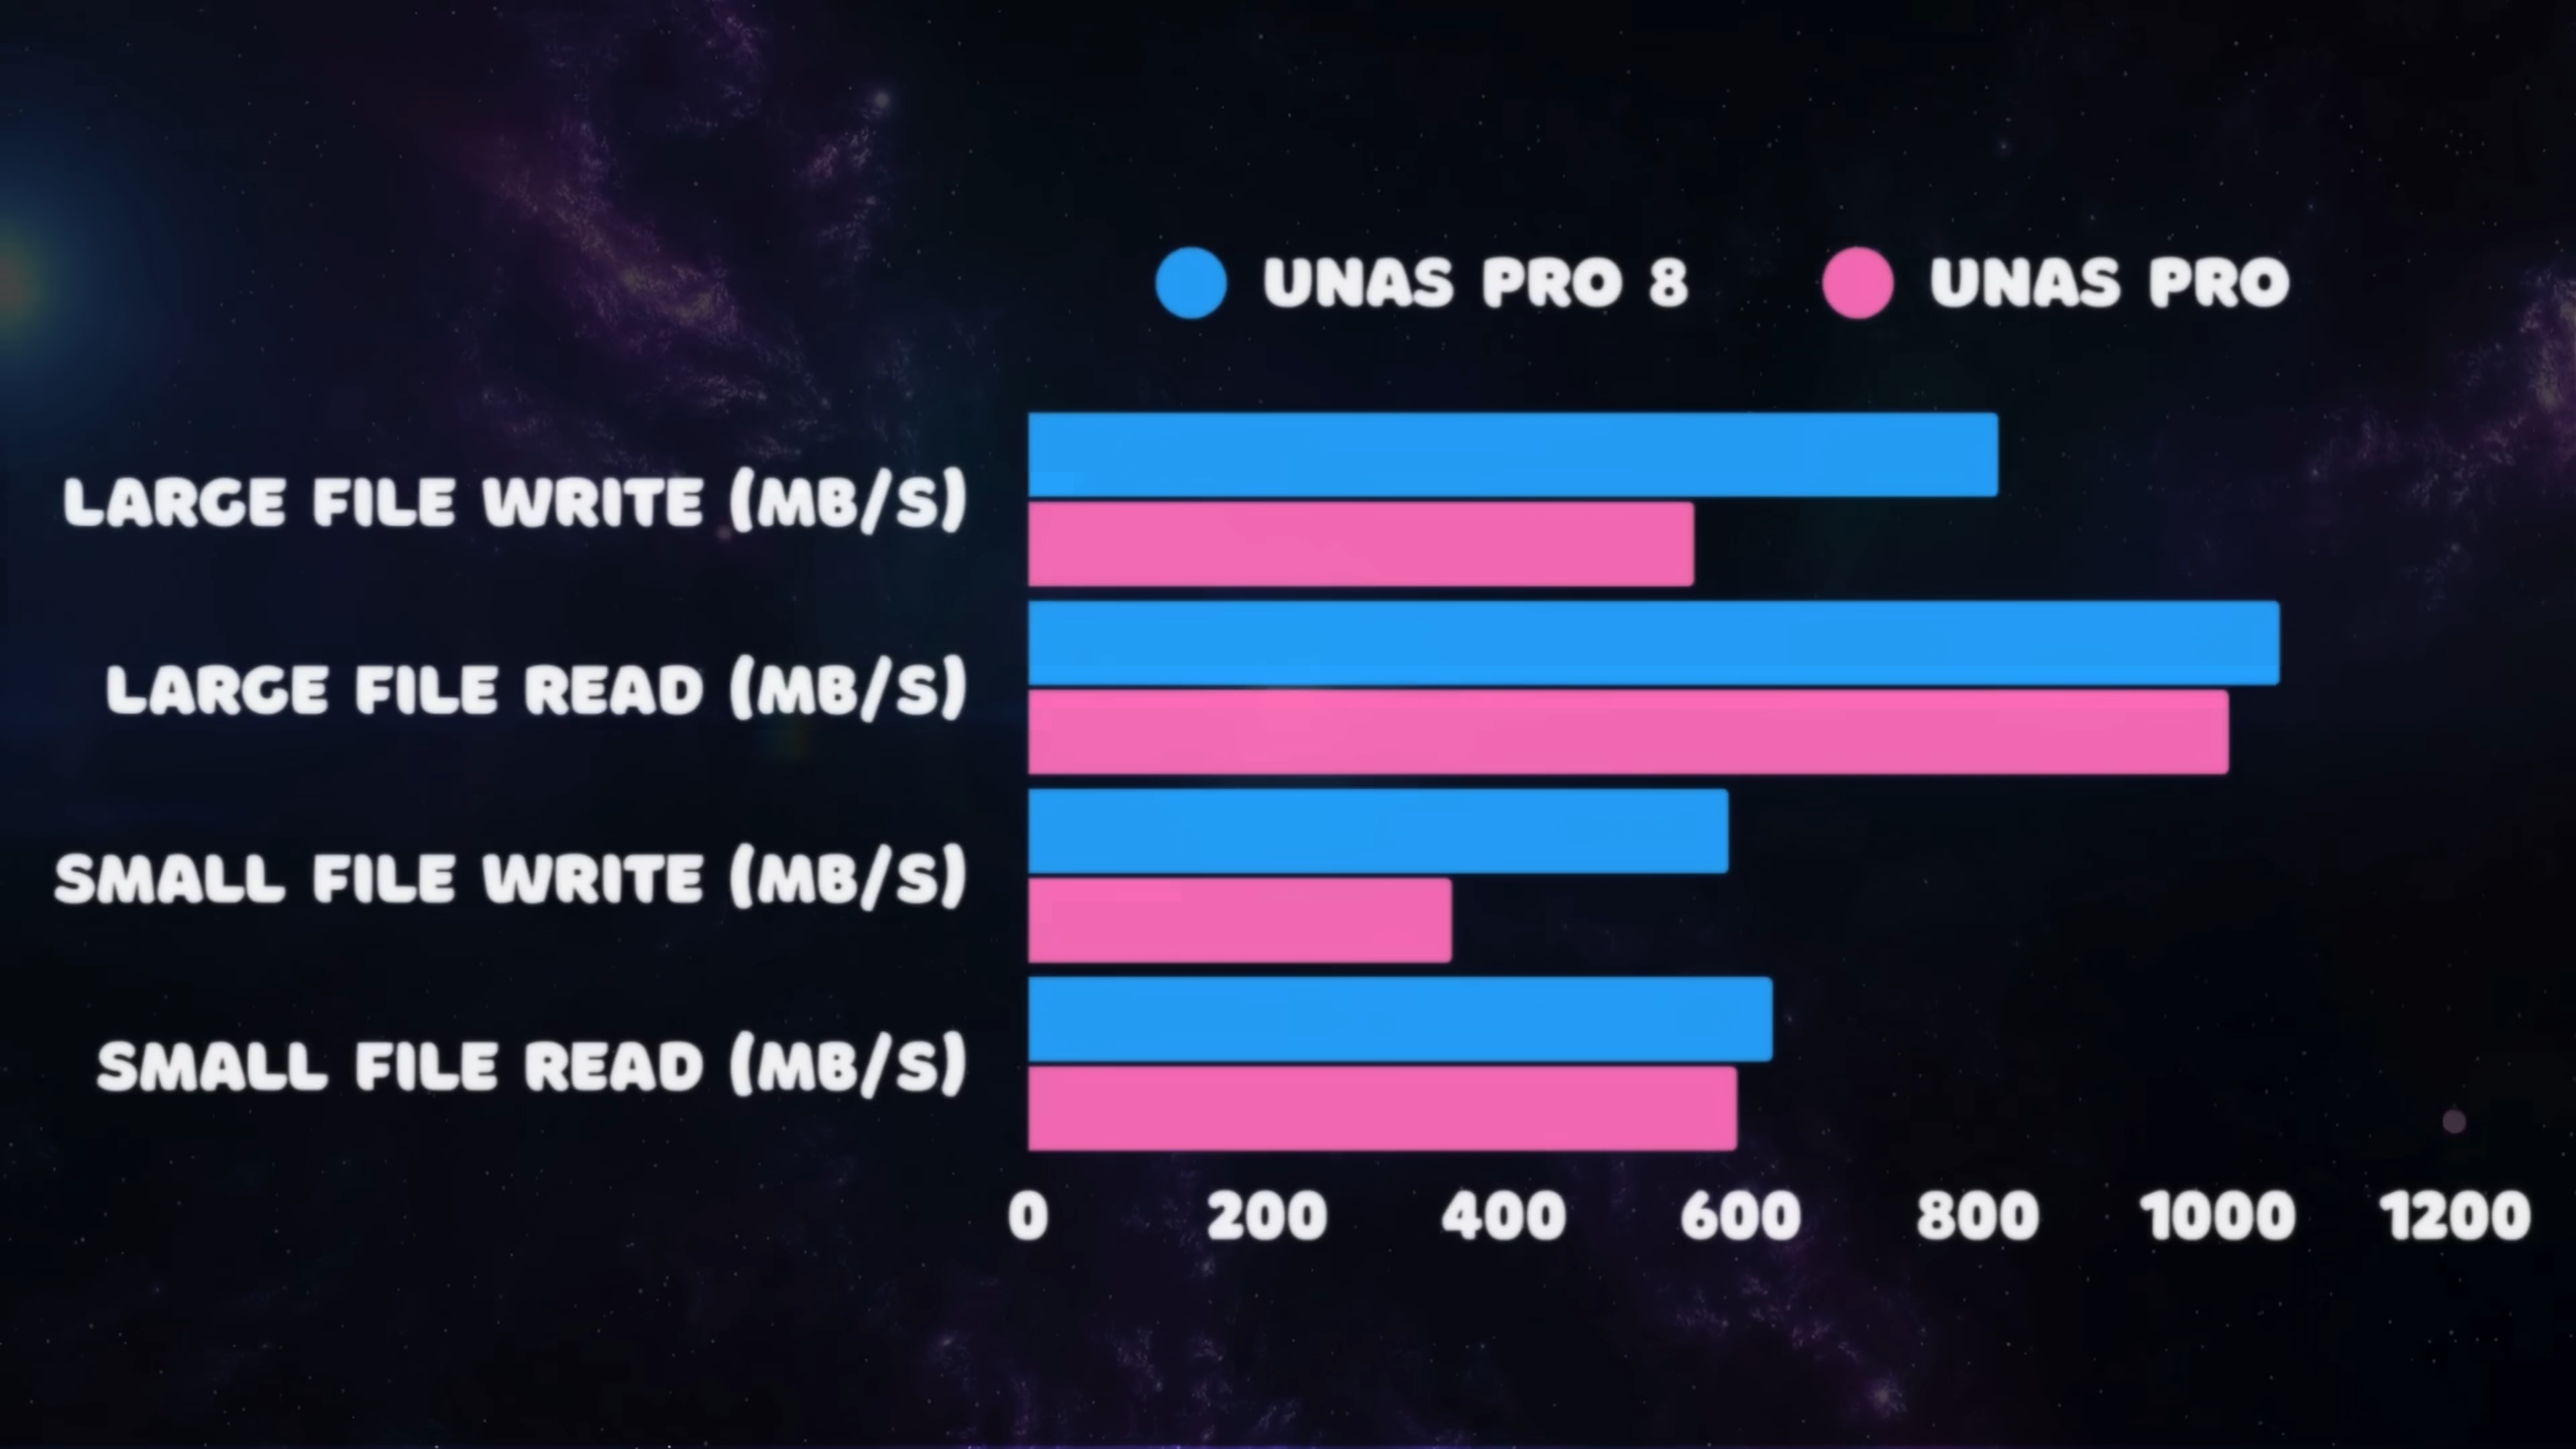 UNAS PRO 8 UNAS PRO
LARGE FILE WRITE (MB/S)
LARGE FILE READ (MB/S)
SMALL FILE WRITE (MB/S)
SMALL FILE READ (MB/S)
0 200 400 600 800 1000 1200